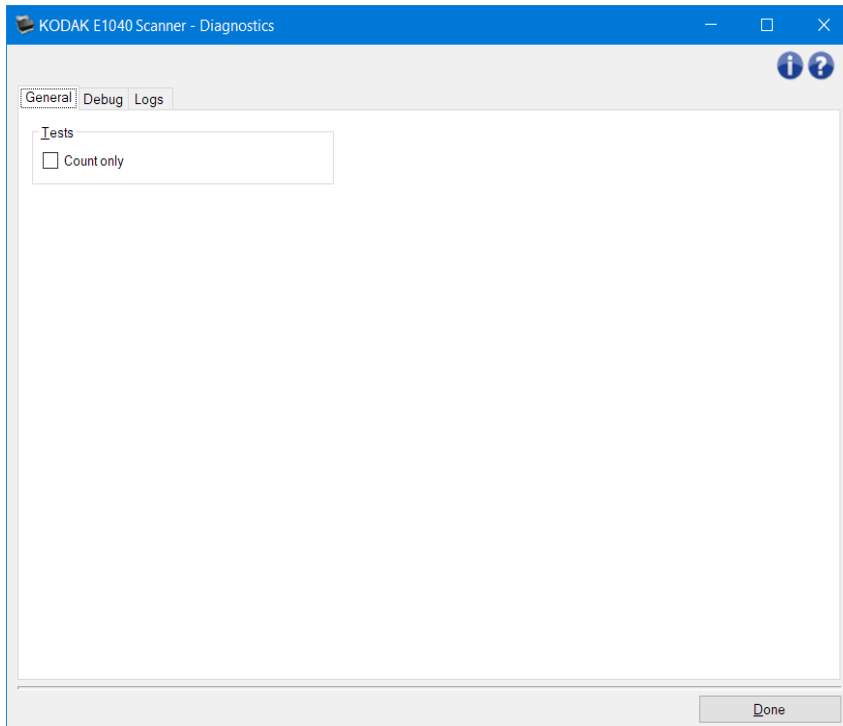 KODAK E1040 Scanner - Diagnostics
General Debug Logs
Tests
Count only
Done